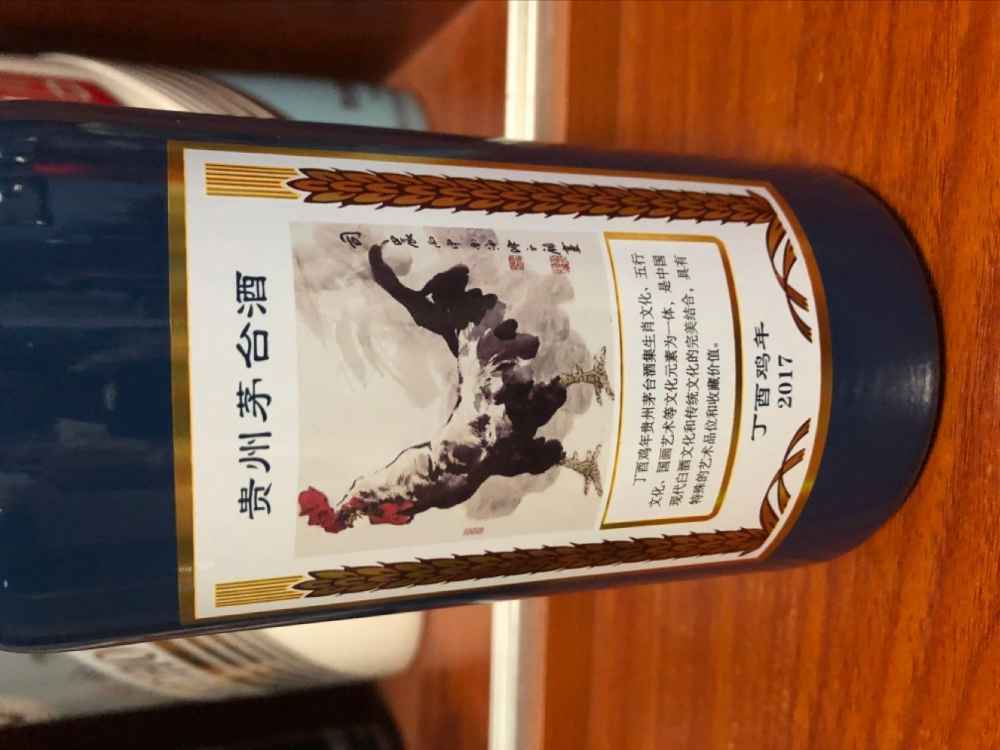 贵州茅台酒
丁酉鸡年贵州茅台酒集生肖文化、五行
文化、国画艺术等文化元素为一体，是中国
现代白酒文化和传统文化的完美结合，具有
特殊的艺术品位和收藏价值。
丁酉鸡年
2017